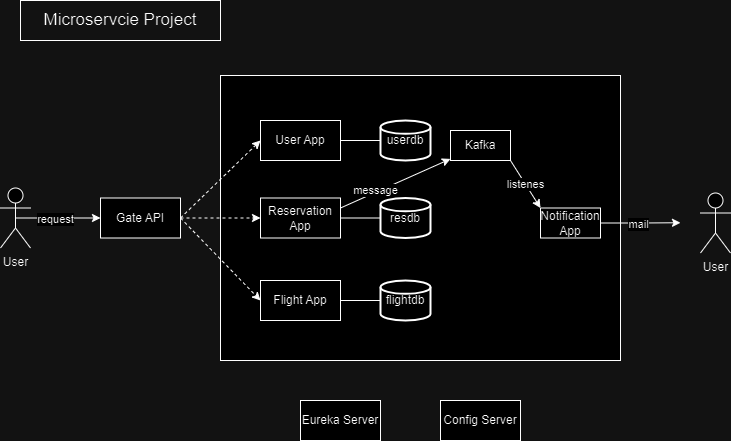 Microservcie Project
User App
userdb
Kafka
message
listenes
request
Gate API
Reservation
App
resdb
Notification
App
mail
User
User
Flight App
flightdb
Eureka Server
Config Server